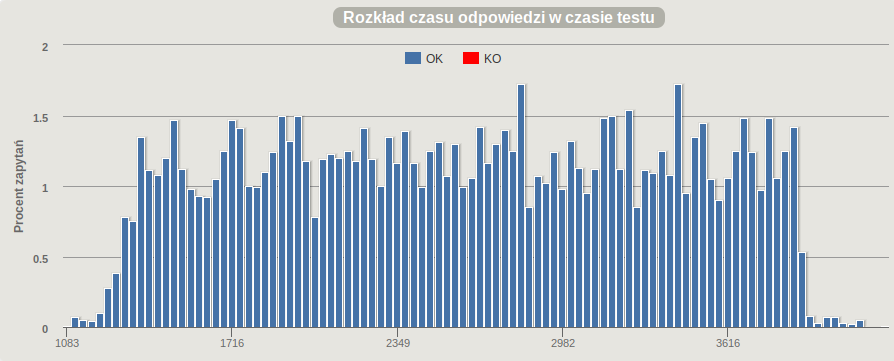 Rozkład czasu odpowiedzi w czasie testu
OK KO
Procent zapytań
2
1.5
1
0.5
0
1083 1716 2349 2982 3616